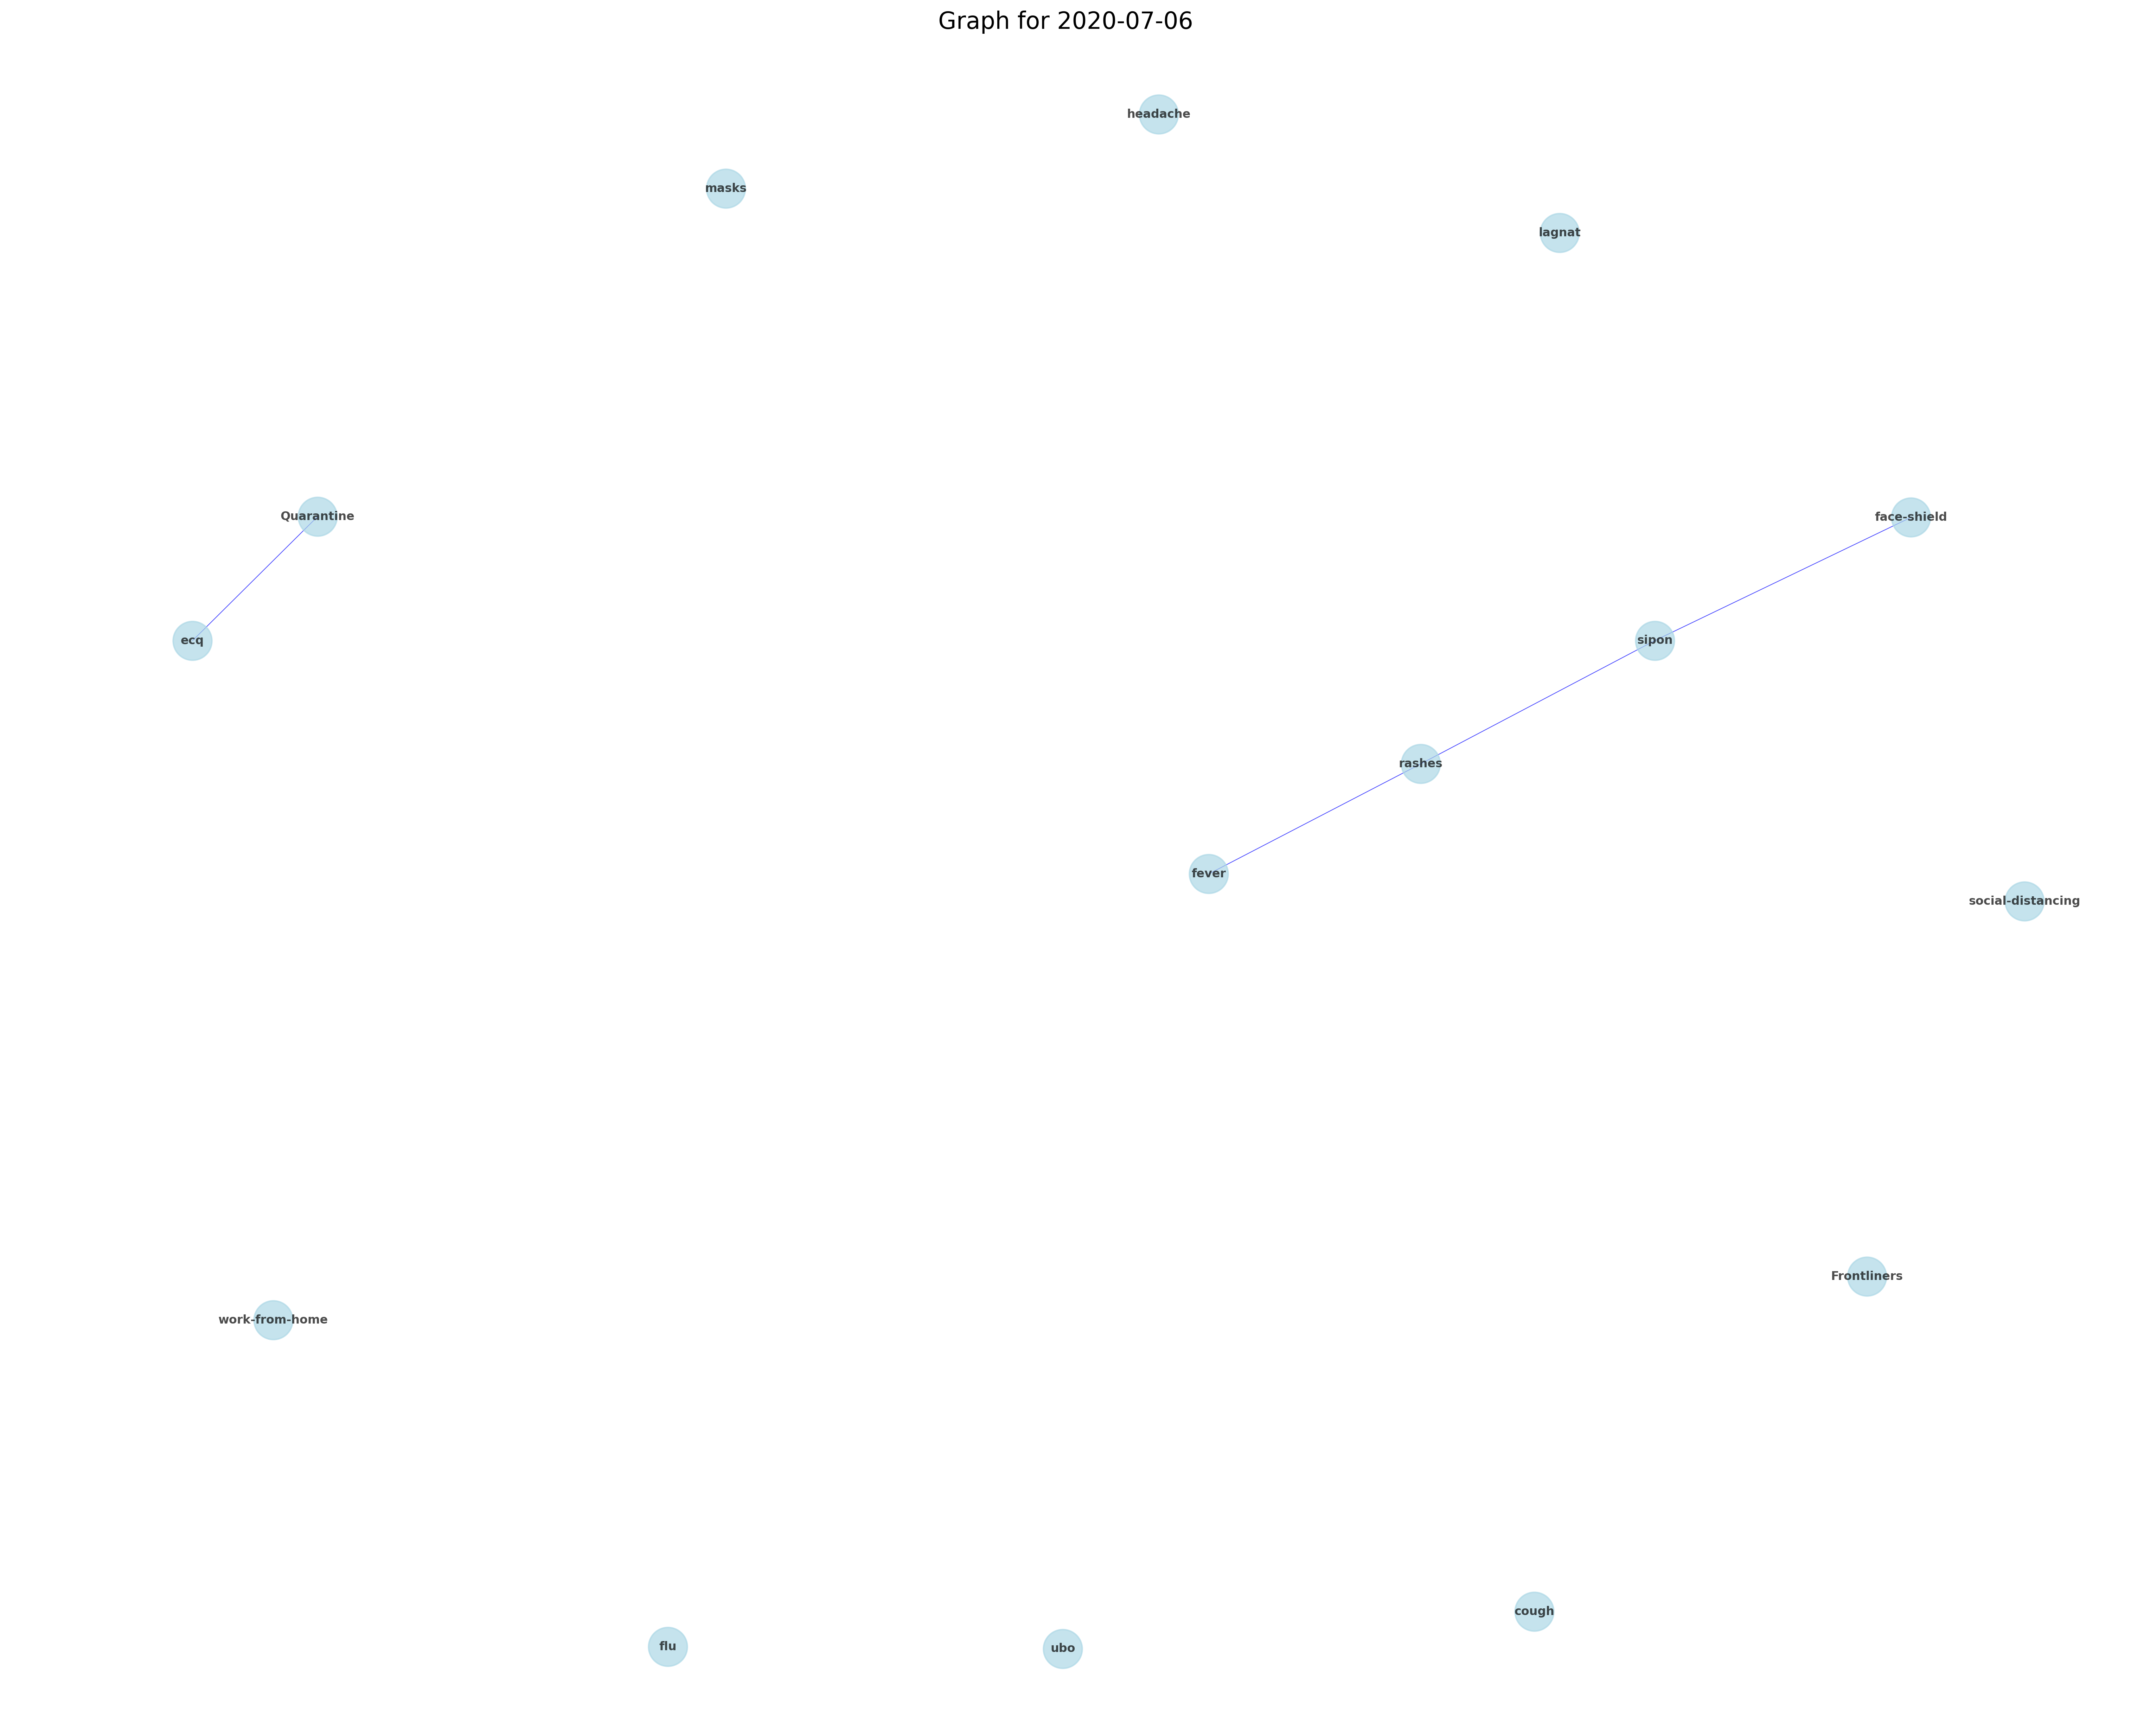 Graph for 2020-07-06
headache
masks
lagnat
Quarantine
face-shield
ecq
sipon
rashes
fever
social-distancing
Frontliners
work-from-home
cough
flu
ubo